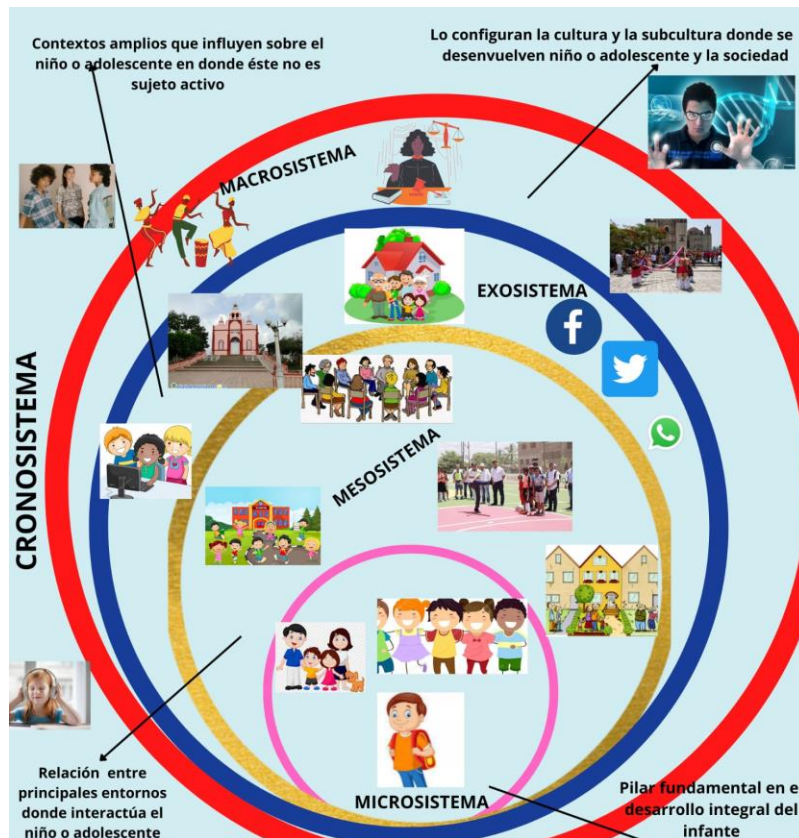 Contextos amplios que influyen sobre el
niño o adolescente en donde éste no es
sujeto activo
Lo configuran la cultura y la subcultura donde se
desenvuelven niño o adolescente y la sociedad
MACROSISTEMA
EXOSISTEMA
CRONOSISTEMA
MESOSISTEMA
MICROSISTEMA
Relación entre
principales entornos
donde interactúa el
niño o adolescente
Pilar fundamental en e
desarrollo integral del
infante